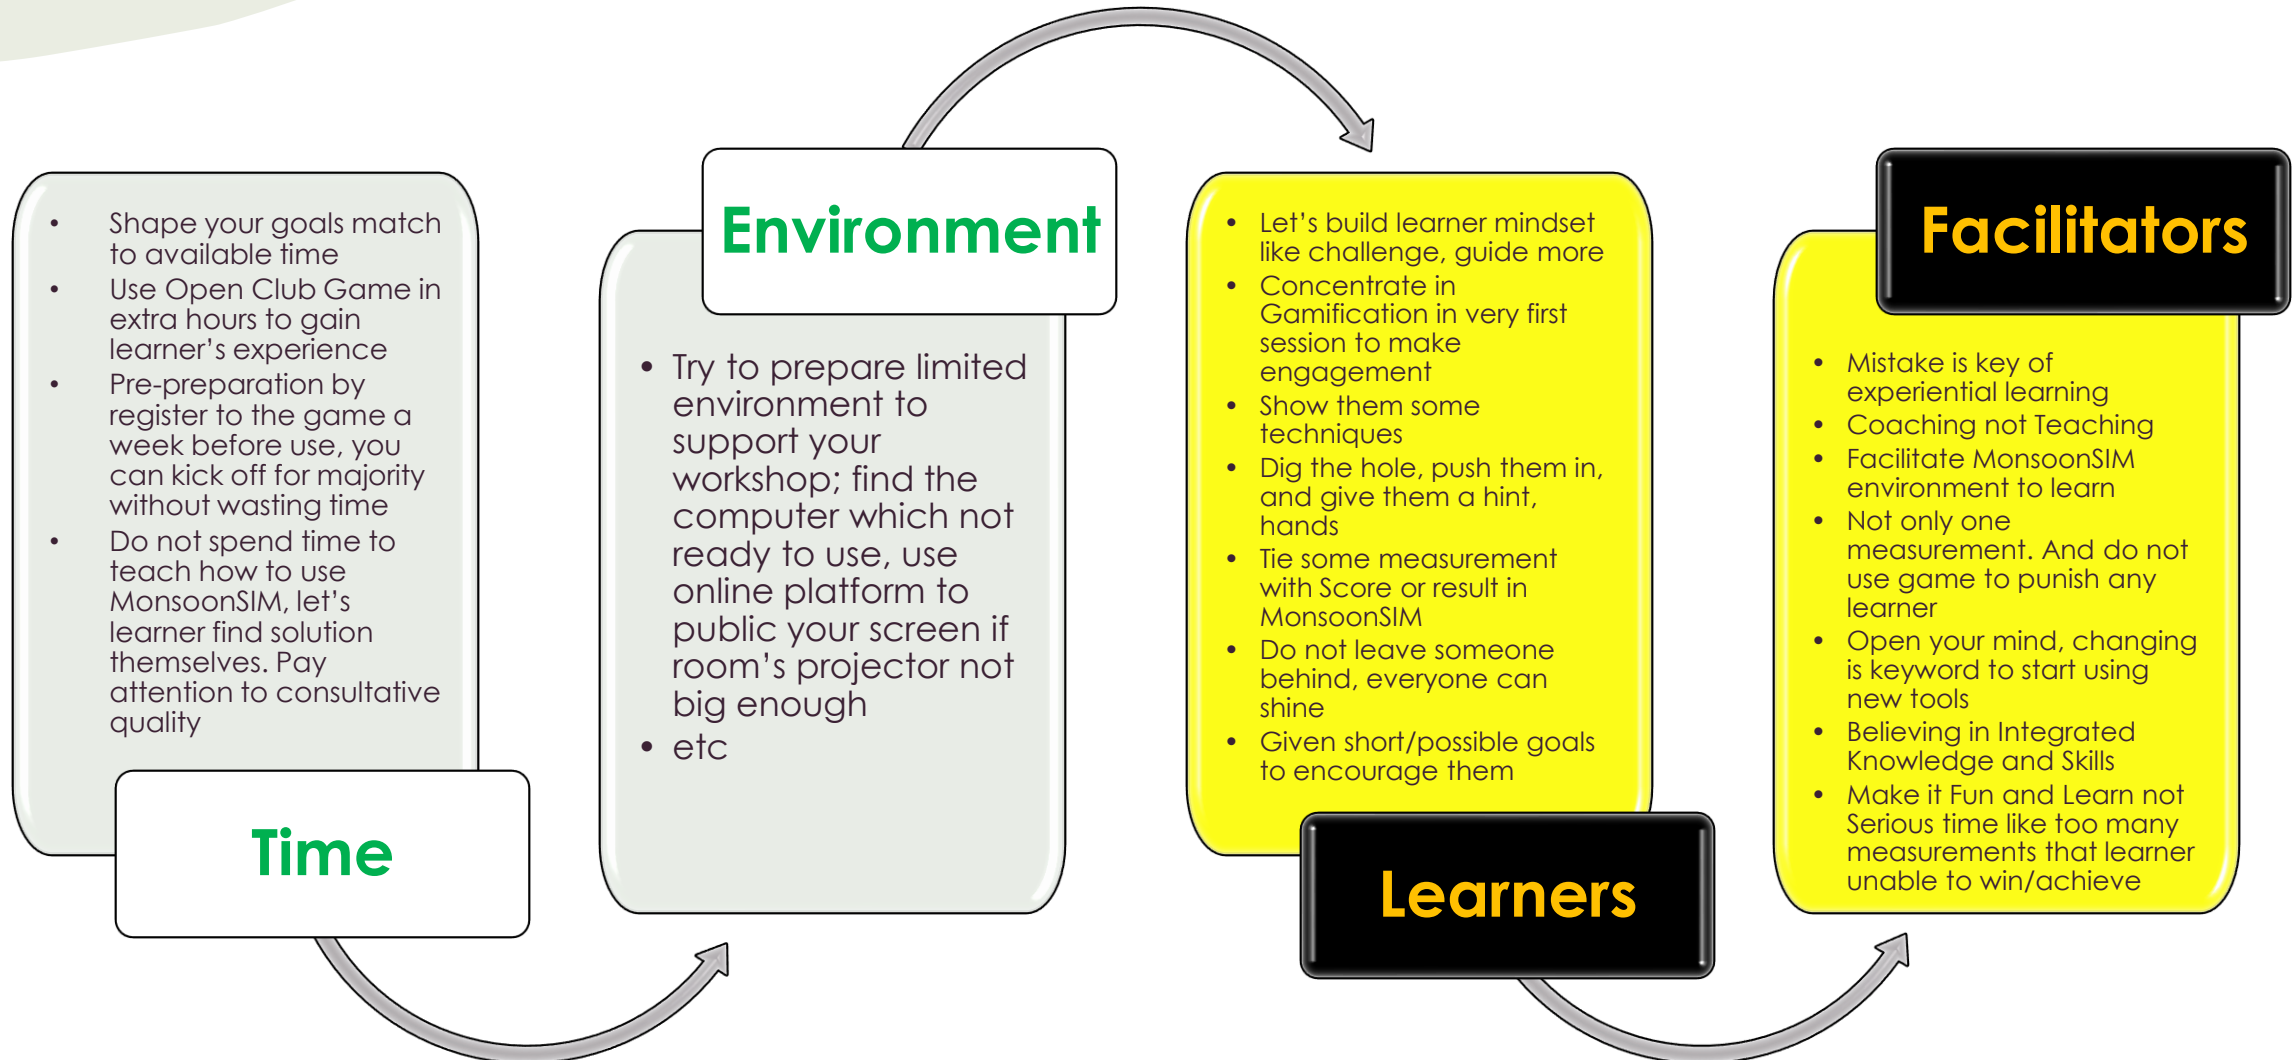 • Shape your goals match
to available time
• Use Open Club Game in
extra hours to gain
learner’s experience
• Pre-preparation by
register to the game a
week before use, you
can kick off for majority
without wasting time
• Do not spend time to
teach how to use
MonsoonSIM, let’s
learner find solution
themselves. Pay
attention to consultative
quality
Time
Environment
• Try to prepare limited
environment to
support your
workshop; find the
computer which not
ready to use, use
online platform to
public your screen if
room’s projector not
big enough
• etc
• Let’s build learner mindset
like challenge, guide more
• Concentrate in
Gamification in very first
session to make
engagement
• Show them some
techniques
• Dig the hole, push them in,
and give them a hint,
hands
• Tie some measurement
with Score or result in
MonsoonSIM
• Do not leave someone
behind, everyone can
shine
• Given short/possible goals
to encourage them
Learners
Facilitators
• Mistake is key of
experiential learning
• Coaching not Teaching
• Facilitate MonsoonSIM
environment to learn
• Not only one
measurement. And do not
use game to punish any
learner
• Open your mind, changing
is keyword to start using
new tools
• Believing in Integrated
Knowledge and Skills
• Make it Fun and Learn not
Serious time like too many
measurements that learner
unable to win/achieve